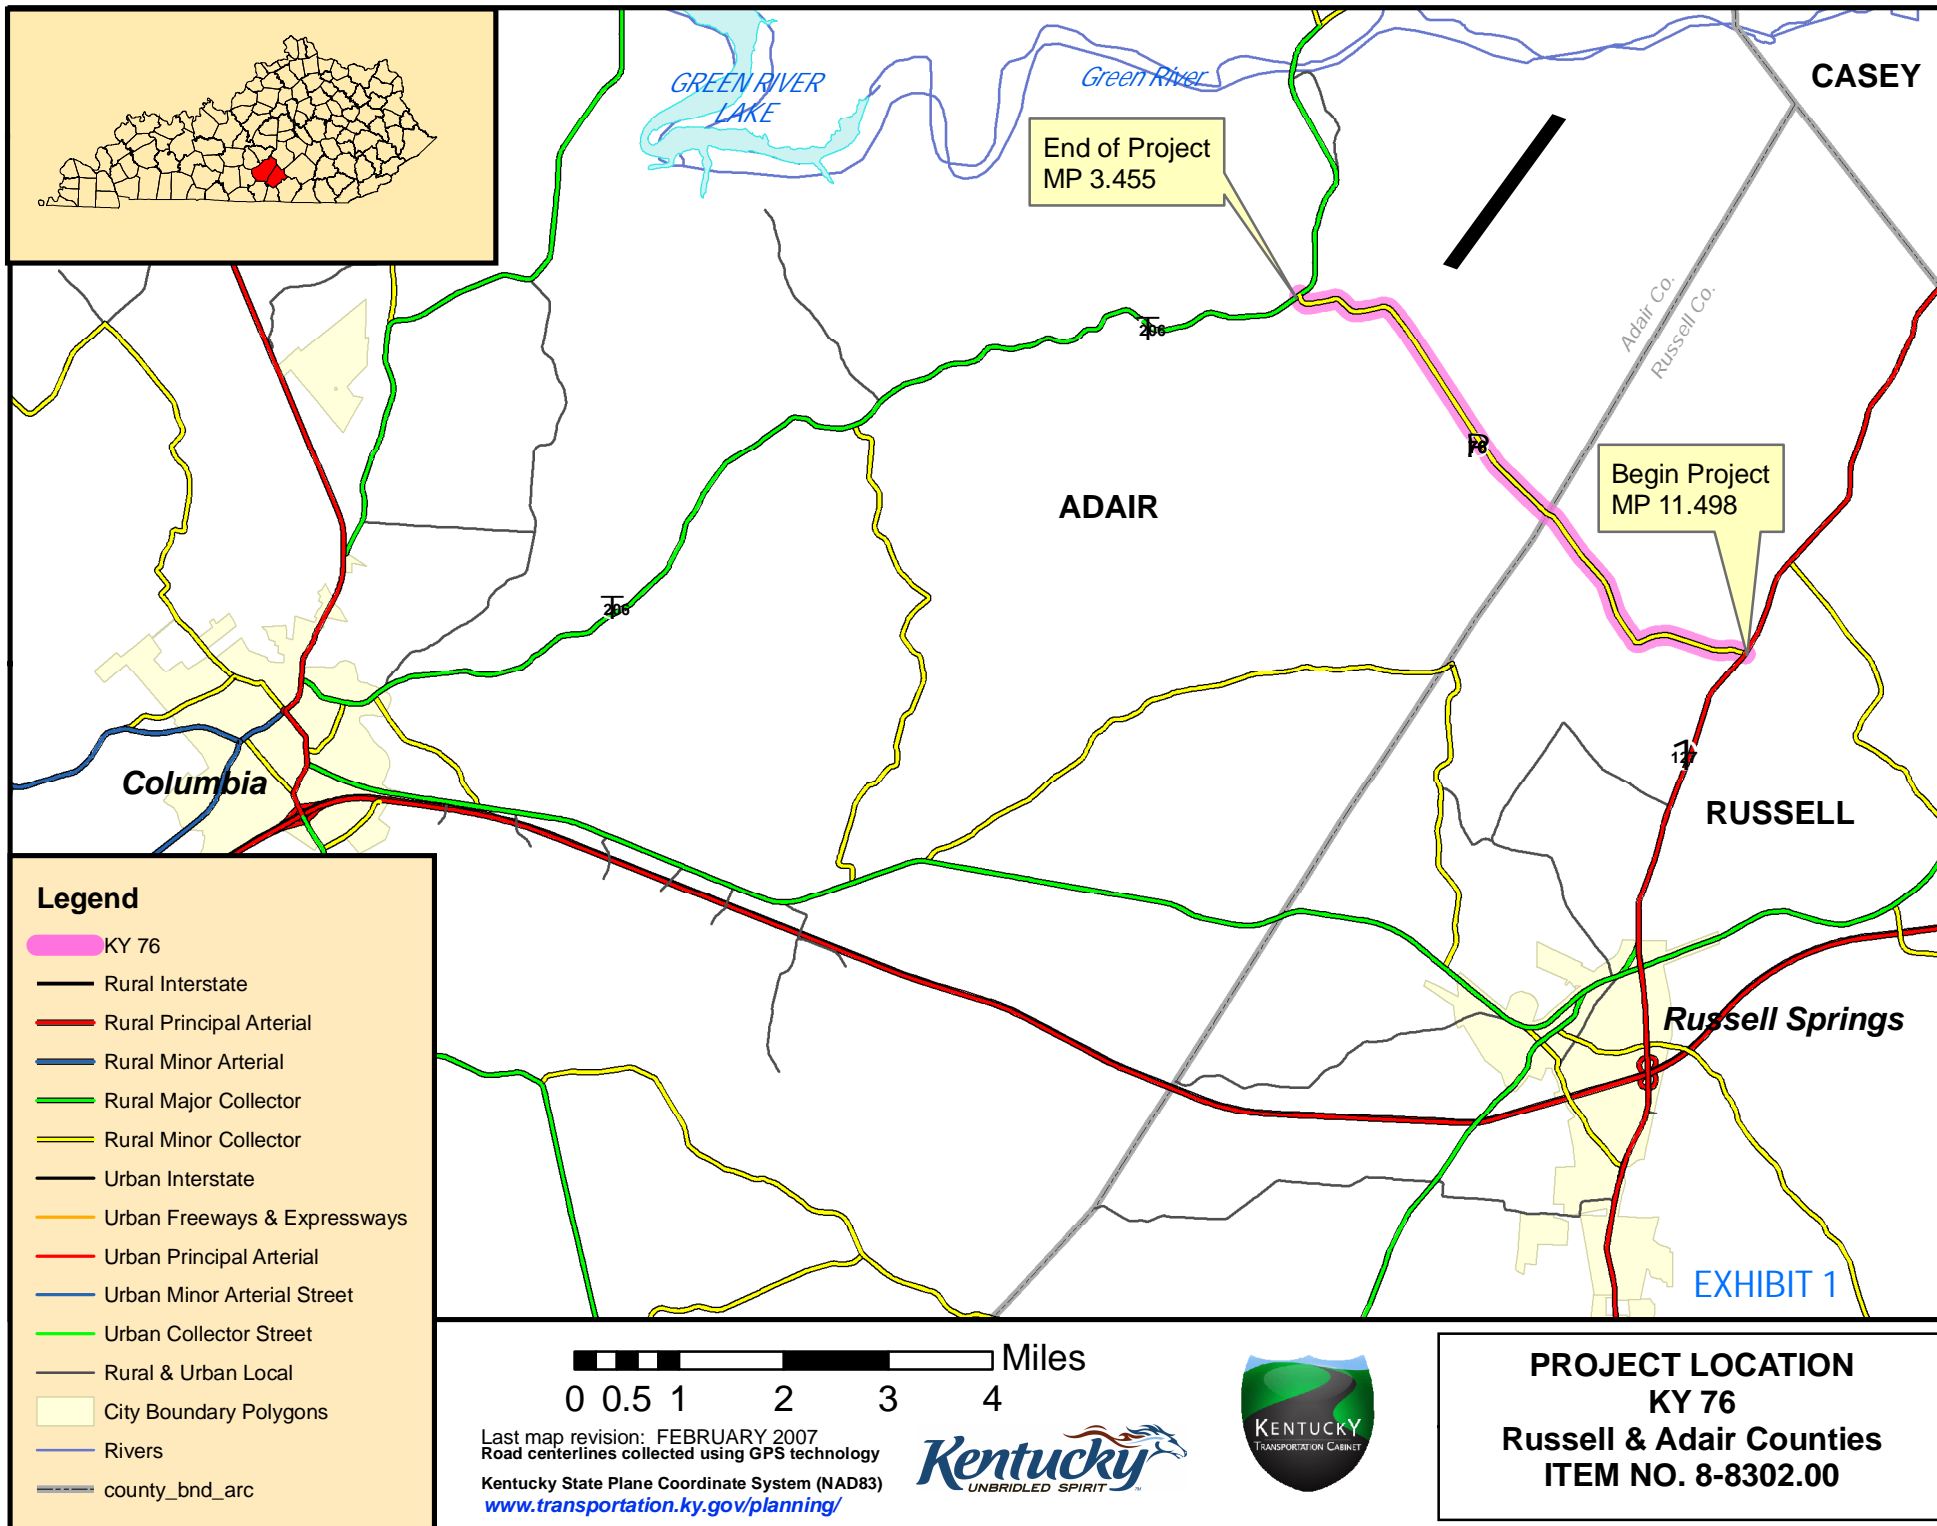 GREEN RIVER
LAKE
Green River
CASEY
End of Project
MP 3.455
Adair Co.
Russell Co.
206
76
Begin Project
MP 11.498
ADAIR
206
127
RUSSELL
Columbia
Russell Springs
EXHIBIT 1
Legend
KY 76
Rural Interstate
Rural Principal Arterial
Rural Minor Arterial
Rural Major Collector
Rural Minor Collector
Urban Interstate
Urban Freeways & Expressways
Urban Principal Arterial
Urban Minor Arterial Street
Urban Collector Street
Rural & Urban Local
City Boundary Polygons
Rivers
county_bnd_arc
Miles
0 0.5 1 2 3 4
Last map revision: FEBRUARY 2007
Road centerlines collected using GPS technology
Kentucky State Plane Coordinate System (NAD83)
www.transportation.ky.gov/planning/
Kentucky
UNBRIDLED SPIRIT
KENTUCKY
TRANSPORTATION CABINET
PROJECT LOCATION
KY 76
Russell & Adair Counties
ITEM NO. 8-8302.00